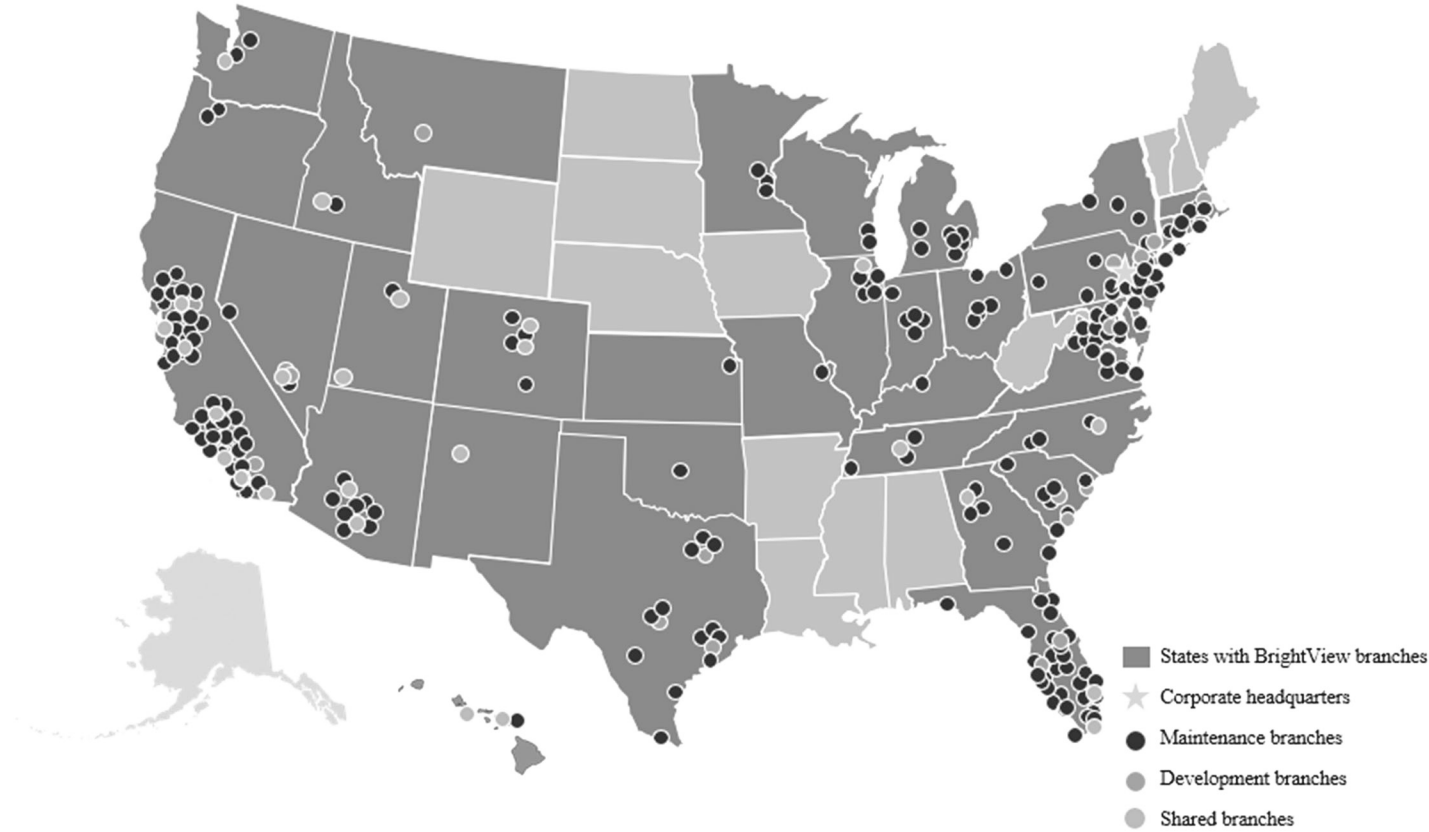 States with BrightView branches
Corporate headquarters
Maintenance branches
Development branches
Shared branches